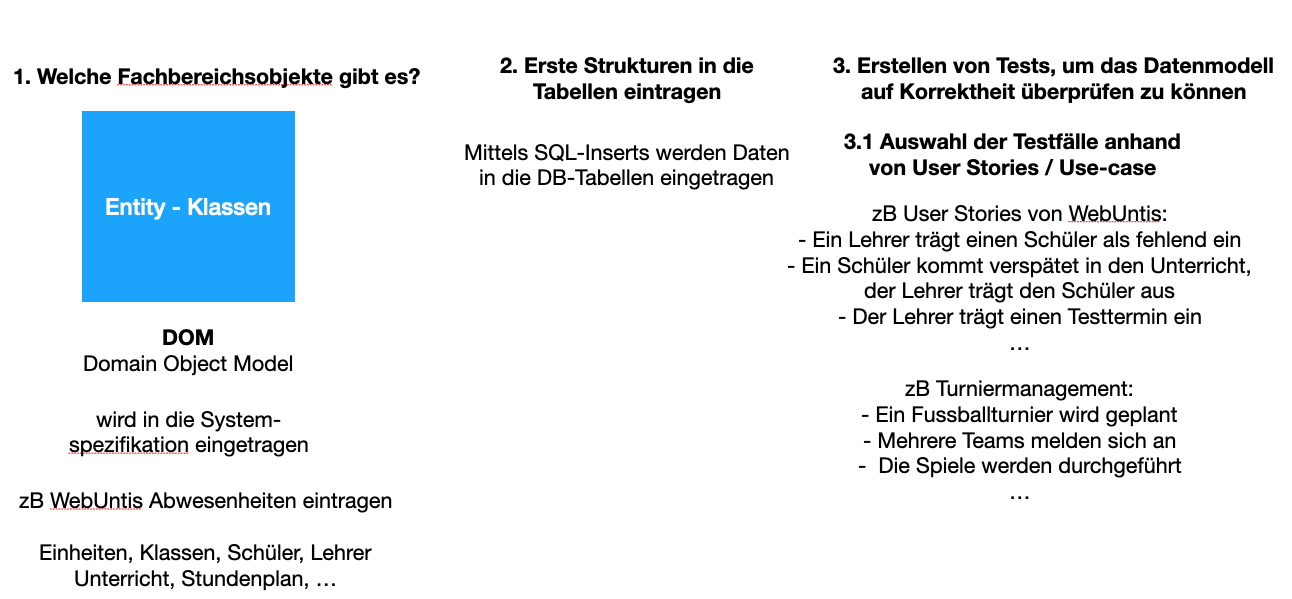 1. Welche Fachbereichsobjekte gibt es?
Entity - Klassen
DOM
Domain Object Model
wird in die System-
spezifikation eingetragen
zB WebUntis Abwesenheiten eintragen
Einheiten, Klassen, Schüler, Lehrer
Unterricht, Stundenplan, …
2. Erste Strukturen in die
Tabellen eintragen
Mittels SQL-Inserts werden Daten
in die DB-Tabellen eingetragen
3. Erstellen von Tests, um das Datenmodell
auf Korrektheit überprüfen zu können
3.1 Auswahl der Testfälle anhand
von User Stories / Use-case
zB User Stories von WebUntis:
- Ein Lehrer trägt einen Schüler als fehlend ein
- Ein Schüler kommt verspätet in den Unterricht,
der Lehrer trägt den Schüler aus
- Der Lehrer trägt einen Testtermin ein
…
zB Turniermanagement:
- Ein Fussballturnier wird geplant
- Mehrere Teams melden sich an
- Die Spiele werden durchgeführt
…